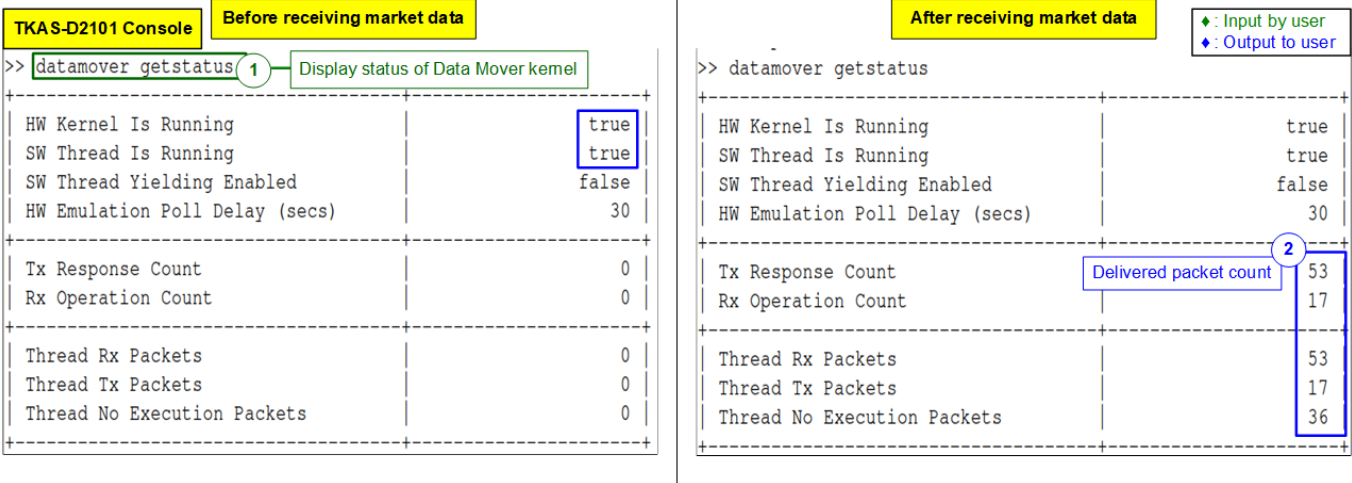 TKAS-D2101 Console
Before receiving market data
>> datamover getstatus
1
Display status of Data Mover kernel
HW Kernel Is Running true
SW Thread Is Running true
SW Thread Yielding Enabled false
HW Emulation Poll Delay (secs) 30
Tx Response Count 0
Rx Operation Count 0
Thread Rx Packets 0
Thread Tx Packets 0
Thread No Execution Packets 0
After receiving market data
♦ : Input by user
♦ : Output to user
>> datamover getstatus
HW Kernel Is Running true
SW Thread Is Running true
SW Thread Yielding Enabled false
HW Emulation Poll Delay (secs) 30
2
Delivered packet count
Tx Response Count 53
Rx Operation Count 17
Thread Rx Packets 53
Thread Tx Packets 17
Thread No Execution Packets 36